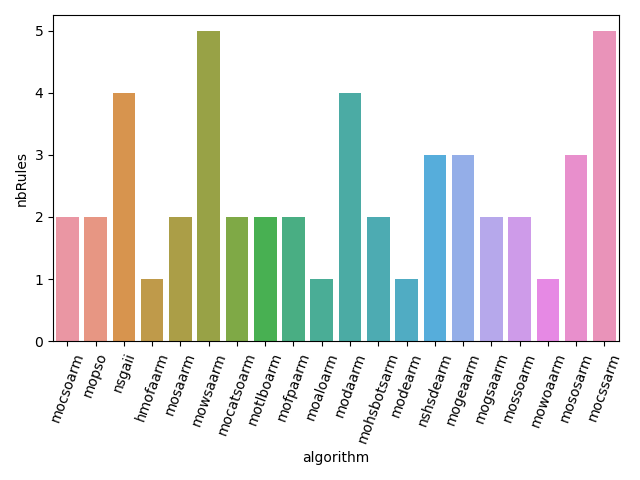 nbRules
5
4
3
2
1
0
mocsoarm
mopso
nsgaii
hmofaarm
mosaarm
mowsaarm
mocatsoarm
motlboarm
mofpaarm
moaloarm
modaarm
mohsbotsarm
modearm
nshsdearm
mogeaarm
mogsaarm
mossoarm
mowoaarm
mososarm
mocssarm
algorithm